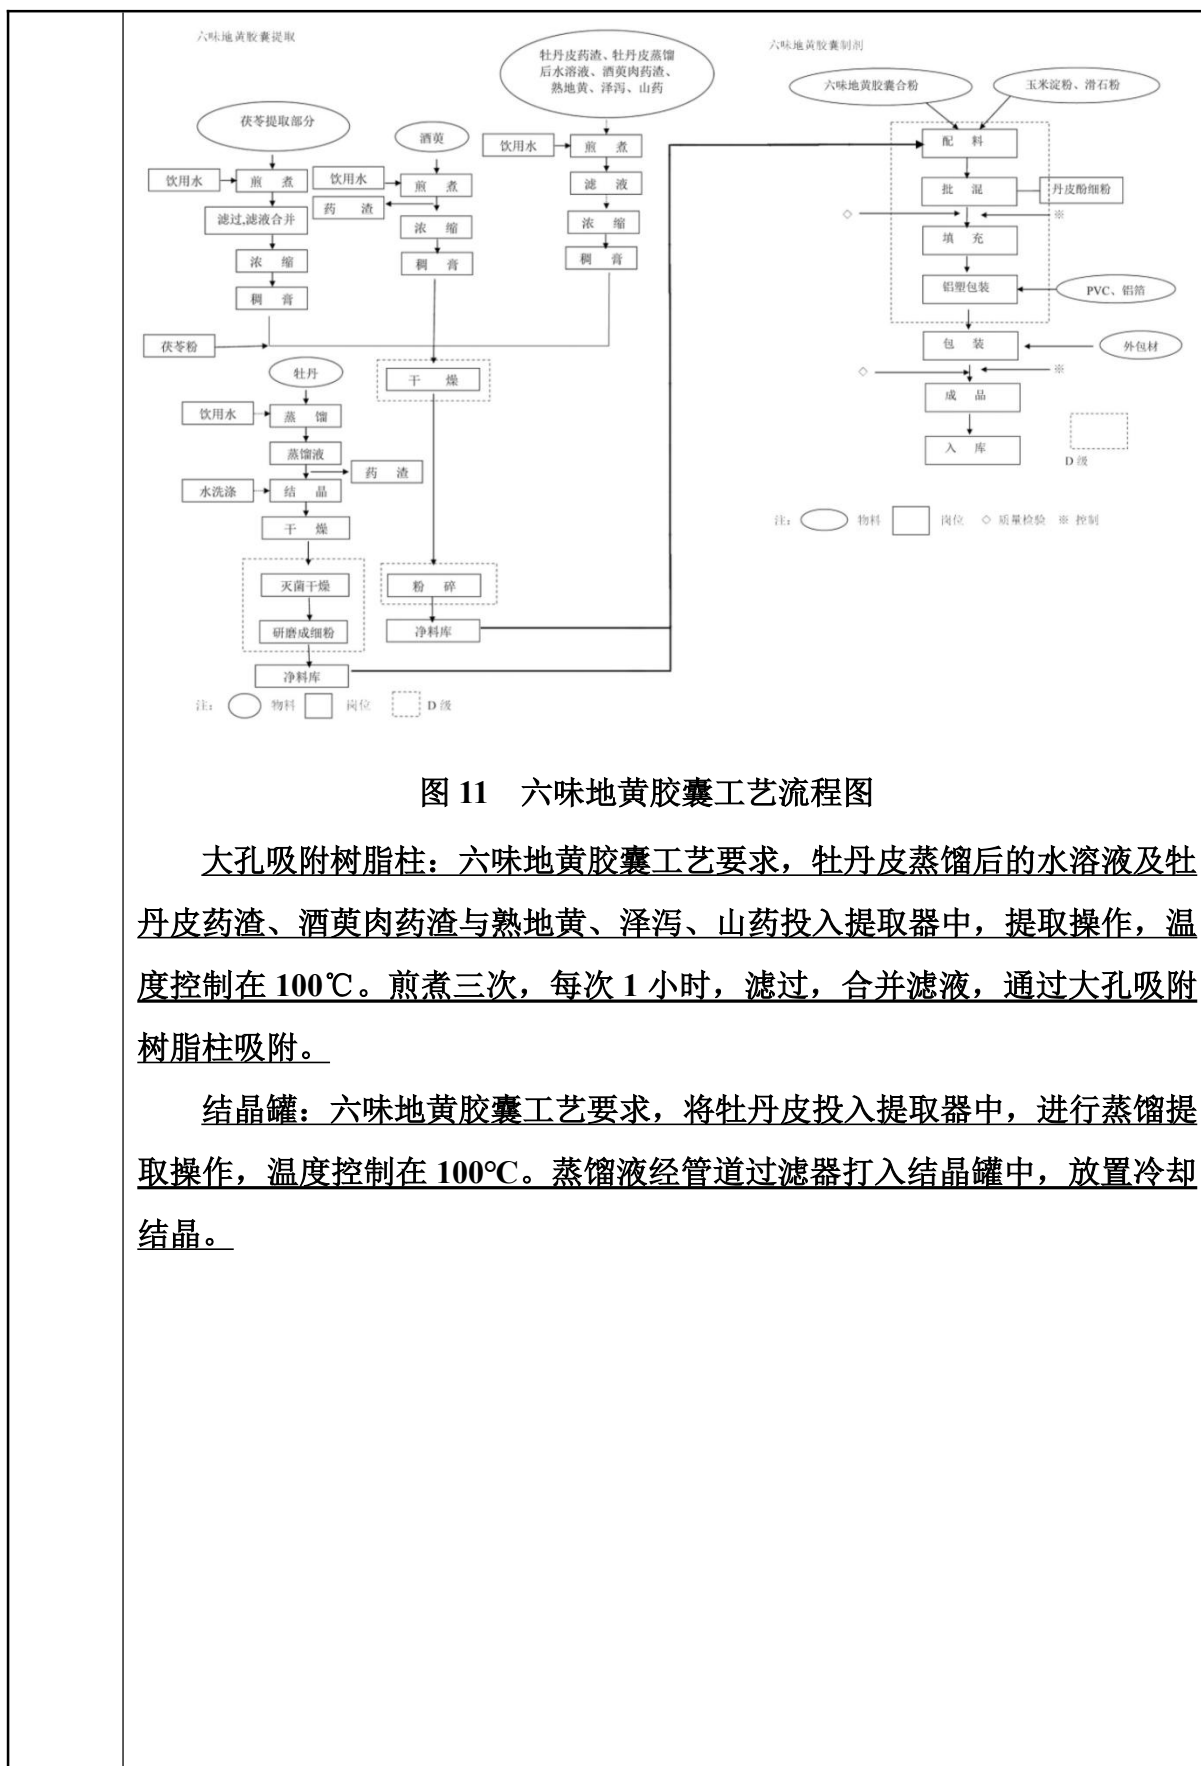 六味地黄胶囊提取
牡丹皮药渣、牡丹皮蒸馏
后水溶液、酒萸肉药渣、
熟地黄、泽泻、山药
茯苓提取部分
酒萸
饮用水
煎 煮
饮用水
煎 煮
饮用水
煎 煮
滤过,滤液合并
药 渣
滤 液
浓 缩
浓 缩
浓 缩
稠 膏
稠 膏
稠 膏
茯苓粉
牡丹
干 燥
饮用水
蒸 馏
蒸馏液
药 渣
水洗涤
结 晶
干 燥
灭菌干燥
粉 碎
研磨成细粉
净料库
净料库
注: 物料 岗位 D 级
六味地黄胶囊制剂
六味地黄胶囊合粉
玉米淀粉、滑石粉
配 料
批 混
丹皮酚细粉
◇
※
填 充
铝塑包装
PVC、铝箔
包 装
外包材
◇
※
成 品
入 库
D 级
注: 物料 岗位 ◇ 质量检验 ※ 控制
图 11 六味地黄胶囊工艺流程图
大孔吸附树脂柱：六味地黄胶囊工艺要求，牡丹皮蒸馏后的水溶液及牡
丹皮药渣、酒萸肉药渣与熟地黄、泽泻、山药投入提取器中，提取操作，温
度控制在 100℃。煎煮三次，每次 1 小时，滤过，合并滤液，通过大孔吸附
树脂柱吸附。
结晶罐：六味地黄胶囊工艺要求，将牡丹皮投入提取器中，进行蒸馏提
取操作，温度控制在 100°C。蒸馏液经管道过滤器打入结晶罐中，放置冷却
结晶。